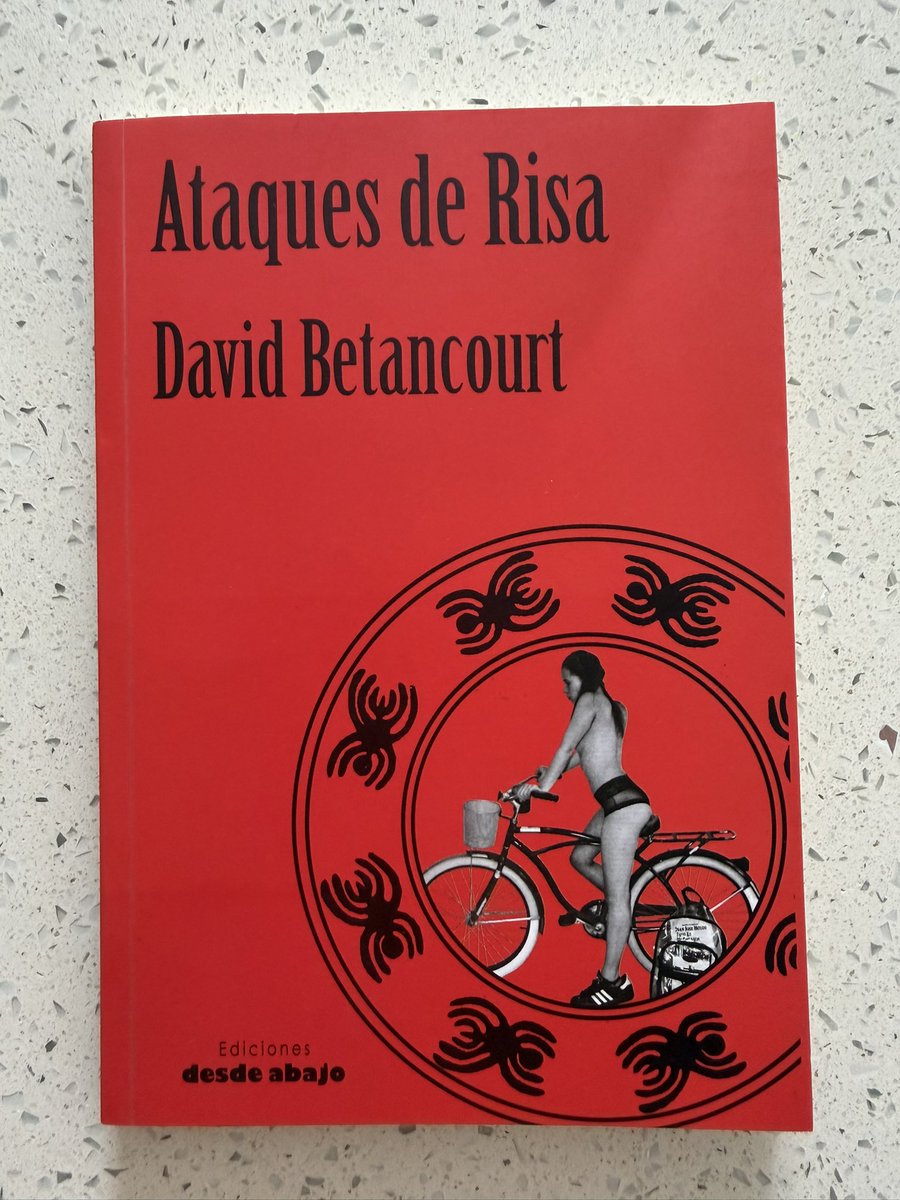 Ataques de Risa
David Betancourt
Ediciones
desde abajo